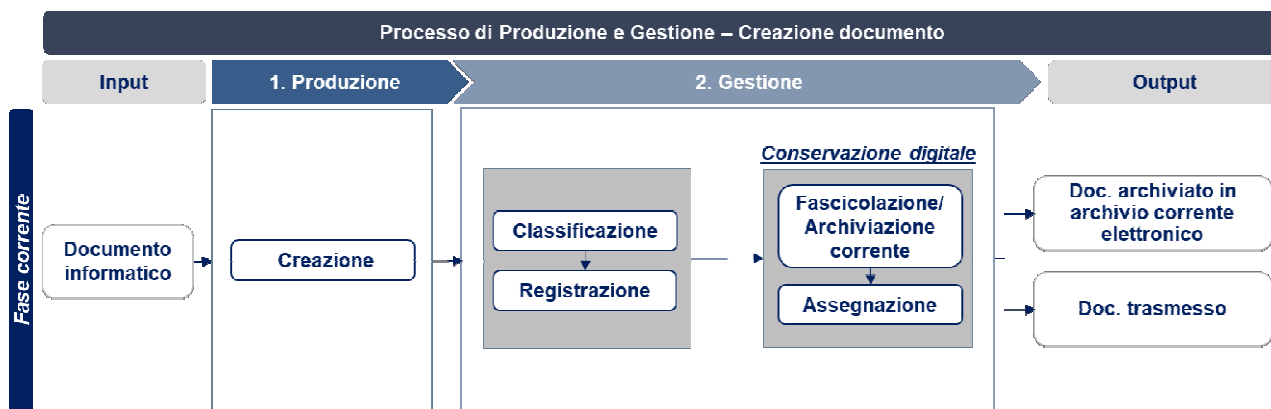 Processo di Produzione e Gestione – Creazione documento
Input
1. Produzione
2. Gestione
Output
Fase corrente
Documento
informatico
Creazione
Classificazione
Registrazione
Conservazione digitale
Fascicolazione/
Archiviazione
corrente
Assegnazione
Doc. archiviato in
archivio corrente
elettronico
Doc. trasmesso